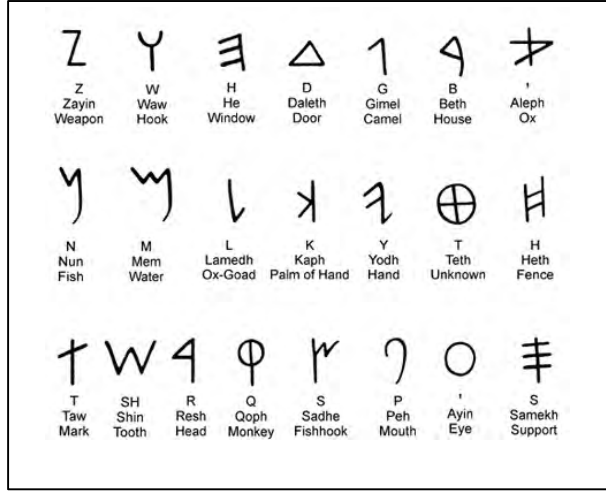 𐤀 𐤁 𐤂 𐤃 𐤄 𐤅 𐤆
Z W H D G B '
Zayin Waw He Daleth Gimel Beth Aleph
Weapon Hook Window Door Camel House Ox
𐤇 𐤈 𐤉 𐤊 𐤋 𐤌 𐤍
N M L K Y T H
Nun Mem Lamedh Kaph Yodh Teth Heth
Fish Water Ox-Goad Palm of Hand Hand Unknown Fence
𐤎 𐤏 𐤐 𐤑 𐤒 𐤓 𐤔 𐤕
T SH R Q S P ' S
Taw Shin Resh Qoph Sadhe Peh Ayin Samekh
Mark Tooth Head Monkey Fishhook Mouth Eye Support